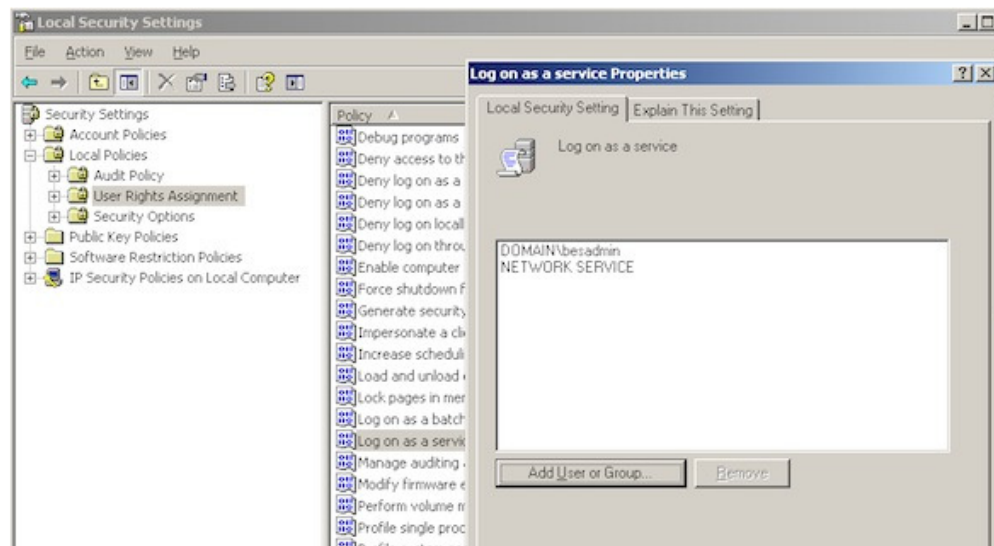 Local Security Settings
File Action View Help
Security Settings
Account Policies
Local Policies
Audit Policy
User Rights Assignment
Security Options
Public Key Policies
Software Restriction Policies
IP Security Policies on Local Computer
Policy
Debug programs
Deny access to th
Deny log on as a
Deny log on as a
Deny log on locall
Deny log on throu
Enable computer
Force shutdown f
Generate security
Impersonate a cli
Increase scheduli
Load and unload
Lock pages in mem
Log on as a batch
Log on as a servic
Manage auditing
Modify firmware e
Perform volume m
Profile single proc
Log on as a service Properties
Local Security Setting Explain This Setting
Log on as a service
DOMAIN\besadmin
NETWORK SERVICE
Add User or Group... Remove